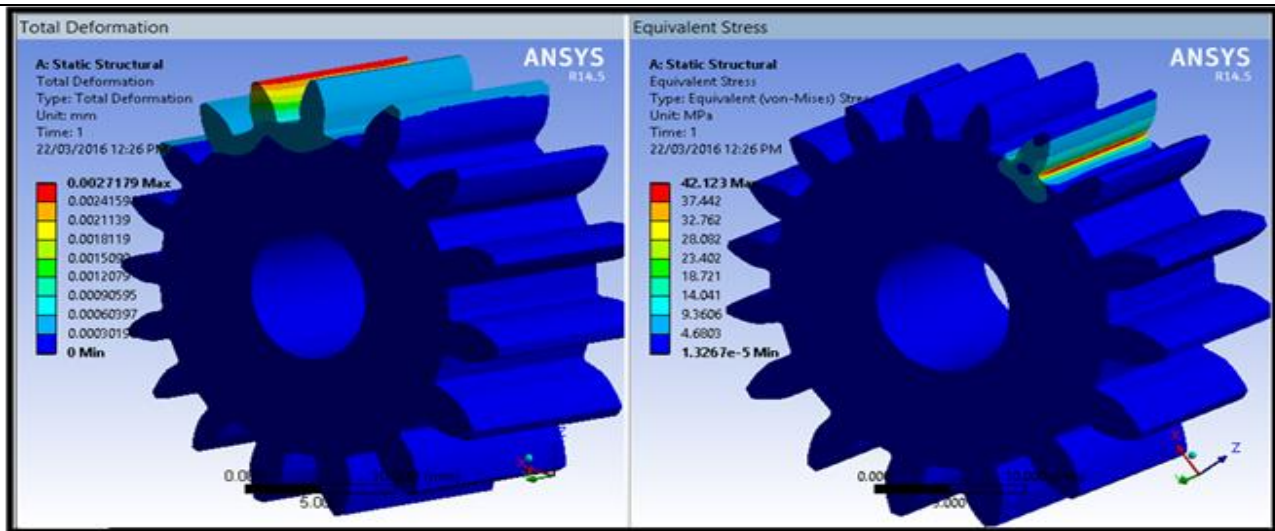 Total Deformation
ANSYS
R14.5
A: Static Structural
Total Deformation
Type: Total Deformation
Unit: mm
Time: 1
22/03/2016 12:26 PM
0.0027179 Max
0.0021139
0.0018119
0.0012079
0.00090595
0.00060397
0 Min
Equivalent Stress
ANSYS
R14.5
A: Static Structural
Equivalent Stress
Type: Equivalent (von-Mises) Stre
Unit: MPa
Time: 1
22/03/2016 12:26 PM
42.123 Ma
37.442
32.762
28.082
23.402
18.721
14.041
9.3606
4.6803
1.3267e-5 Min
Z